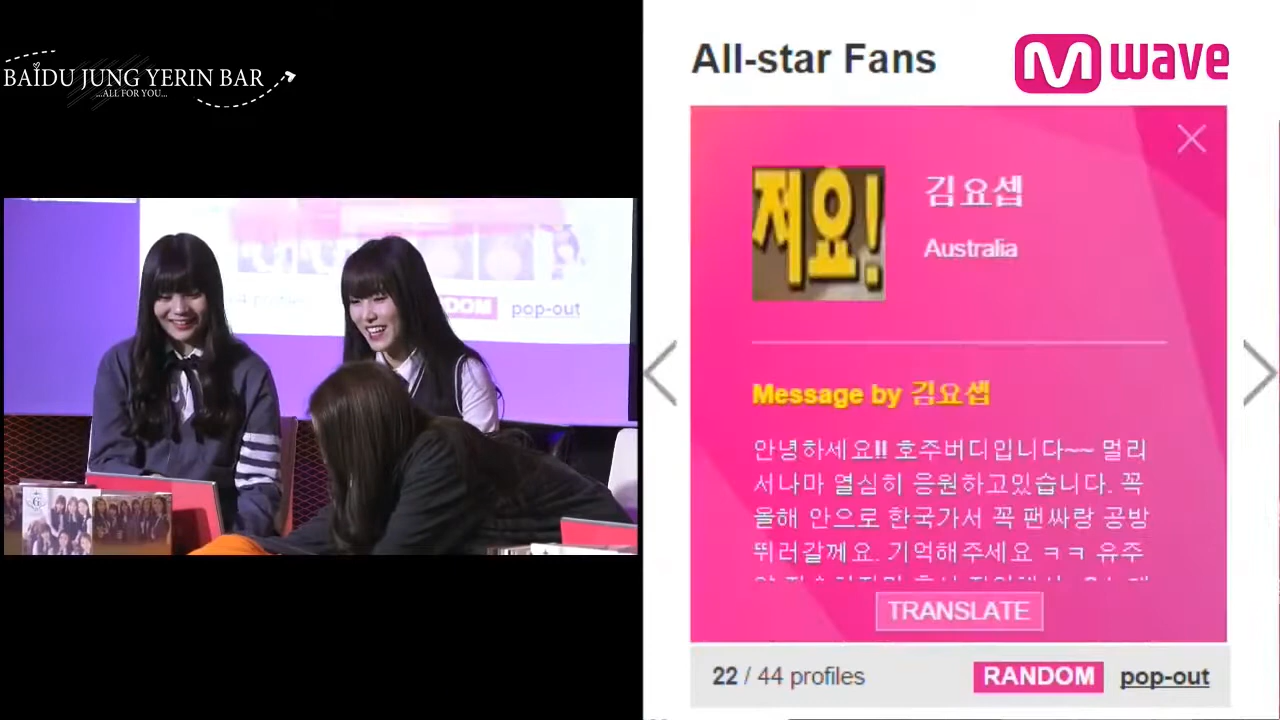 BAIDU JUNG YERIN BAR
...ALL FOR YOU...
RANDOM
pop-out
G
All-star Fans
M wave
져요!
김요셉
Australia
Message by 김요셉
안녕하세요!! 호주버디입니다~~ 멀리
서나마 열심히 응원하고있습니다. 꼭
올해 안으로 한국가서 꼭 팬싸랑 공방
뛰러갈께요. 기억해주세요 ㅋㅋ 유주
TRANSLATE
22 / 44 profiles
RANDOM
pop-out